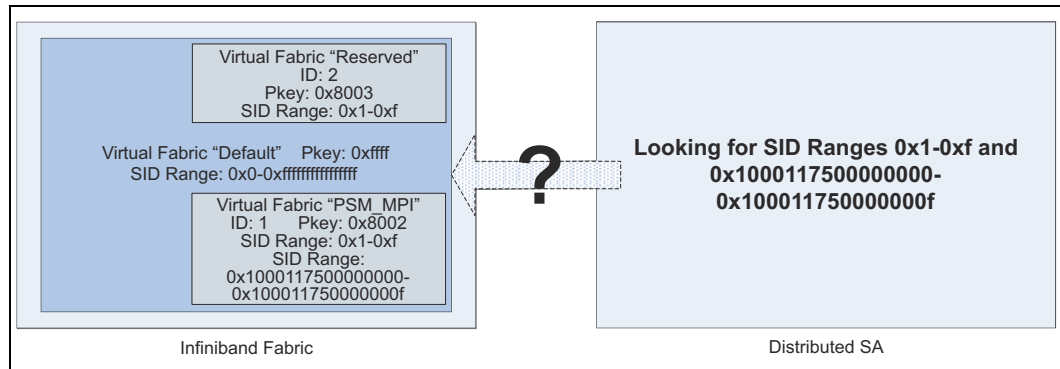 Virtual Fabric “Reserved”
ID: 2
Pkey: 0x8003
SID Range: 0x1-0xf
Virtual Fabric “Default” Pkey: 0xffff
SID Range: 0x0-0xffffffffffffffff
Virtual Fabric “PSM_MPI”
ID: 1 Pkey: 0x8002
SID Range: 0x1-0xf
SID Range:
0x1000117500000000-
0x100011750000000f
Infiniband Fabric
?
Looking for SID Ranges 0x1-0xf and
0x1000117500000000-
0x100011750000000f
Distributed SA